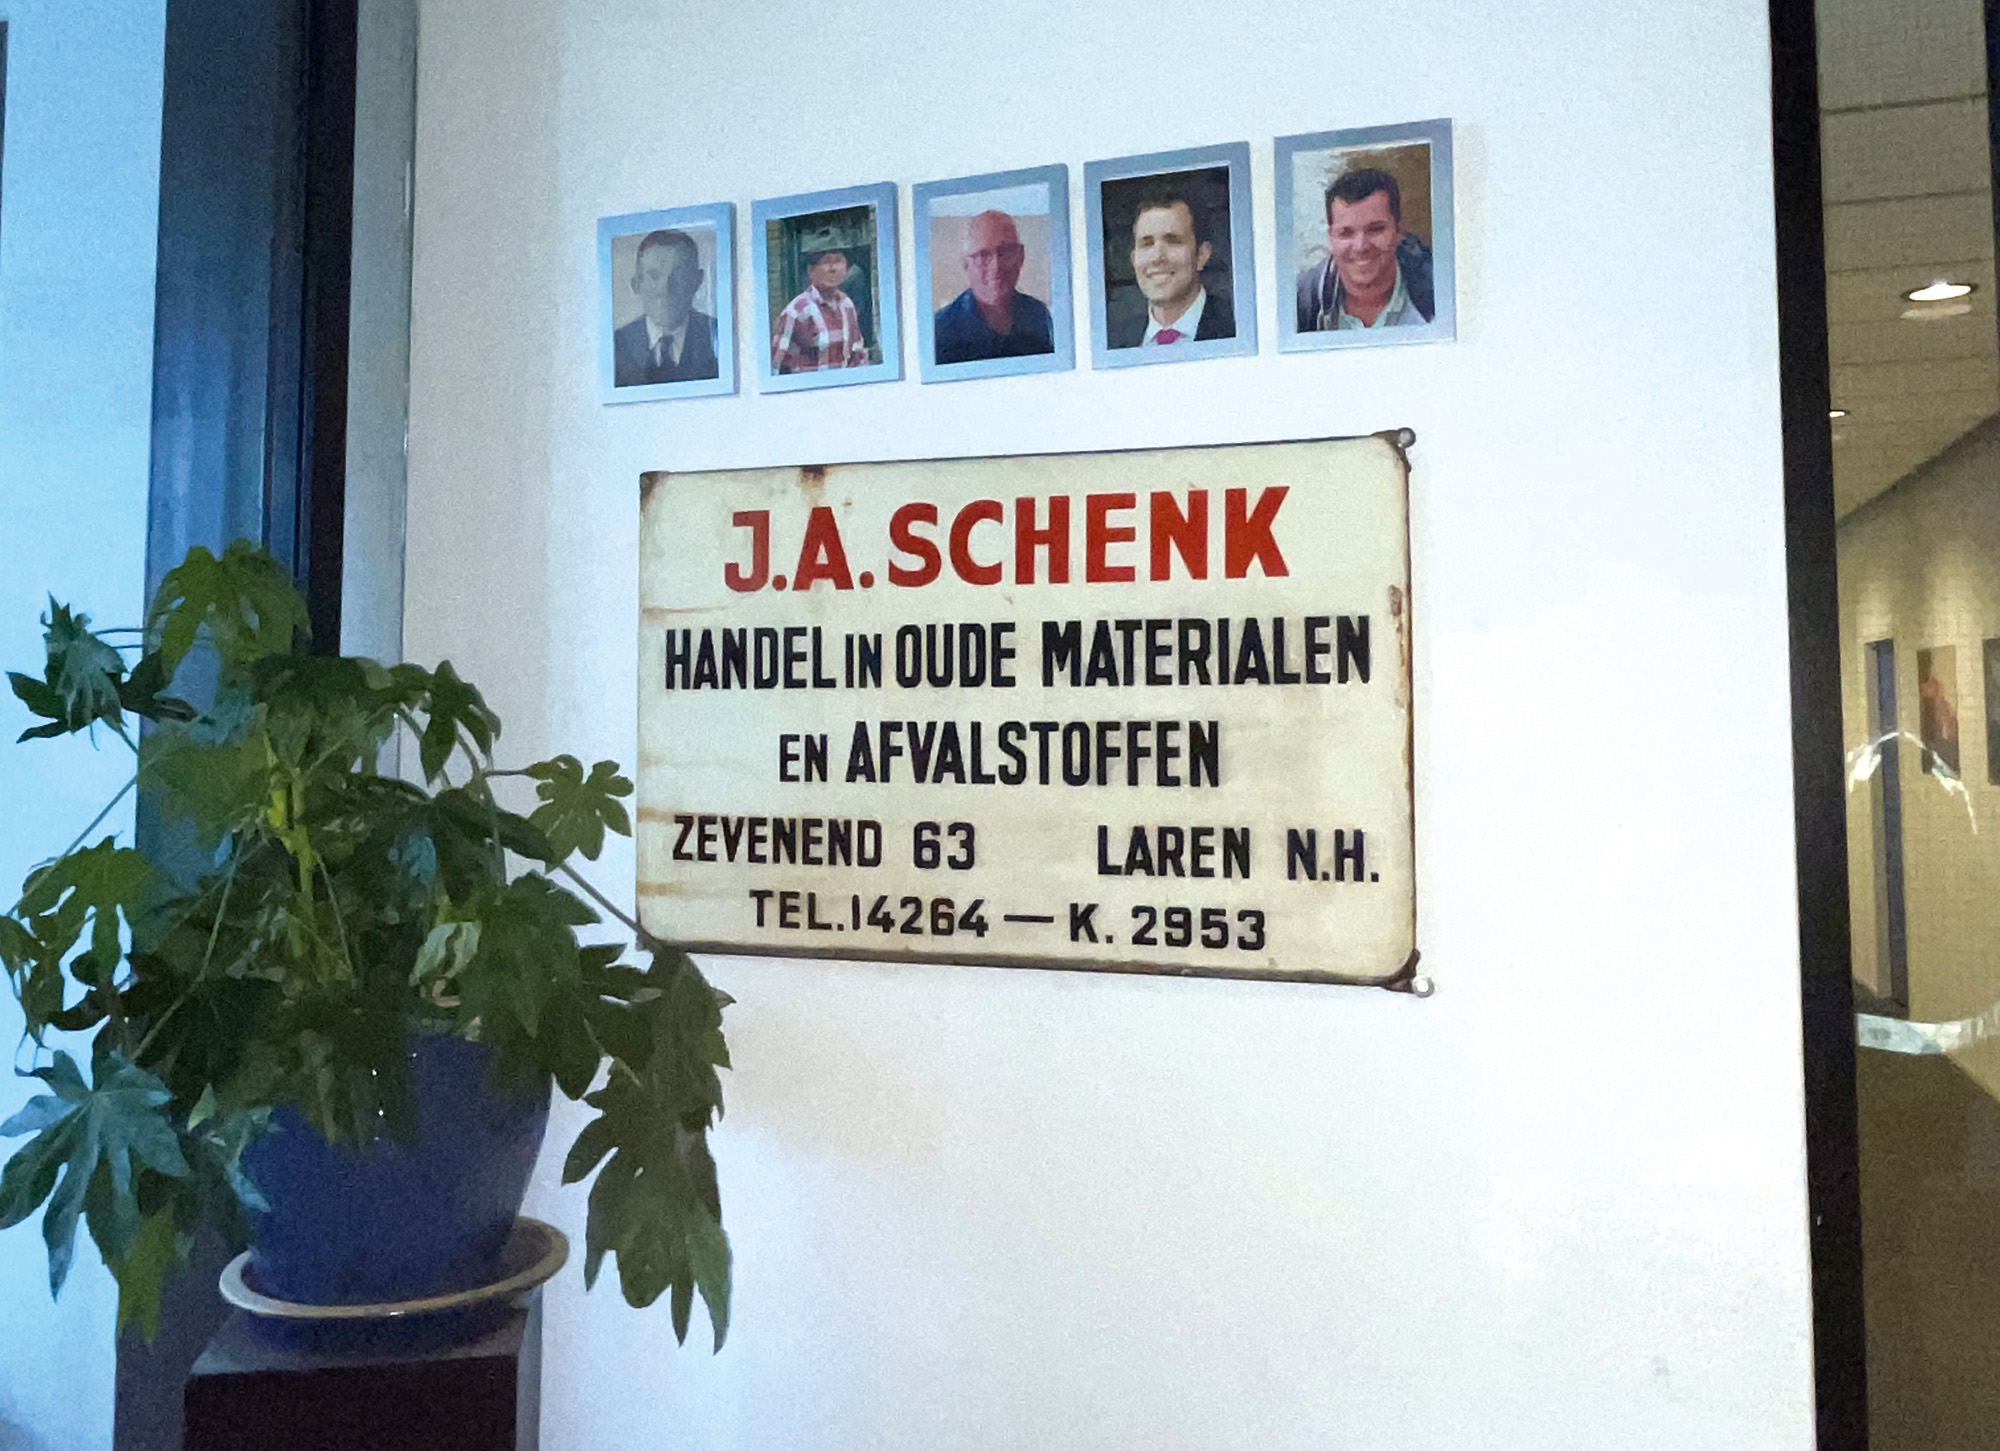 J.A. SCHENK
HANDEL IN OUDE MATERIALEN
EN AFVALSTOFFEN
ZEVENEND 63 LAREN N.H.
TEL. 14264 — K. 2953